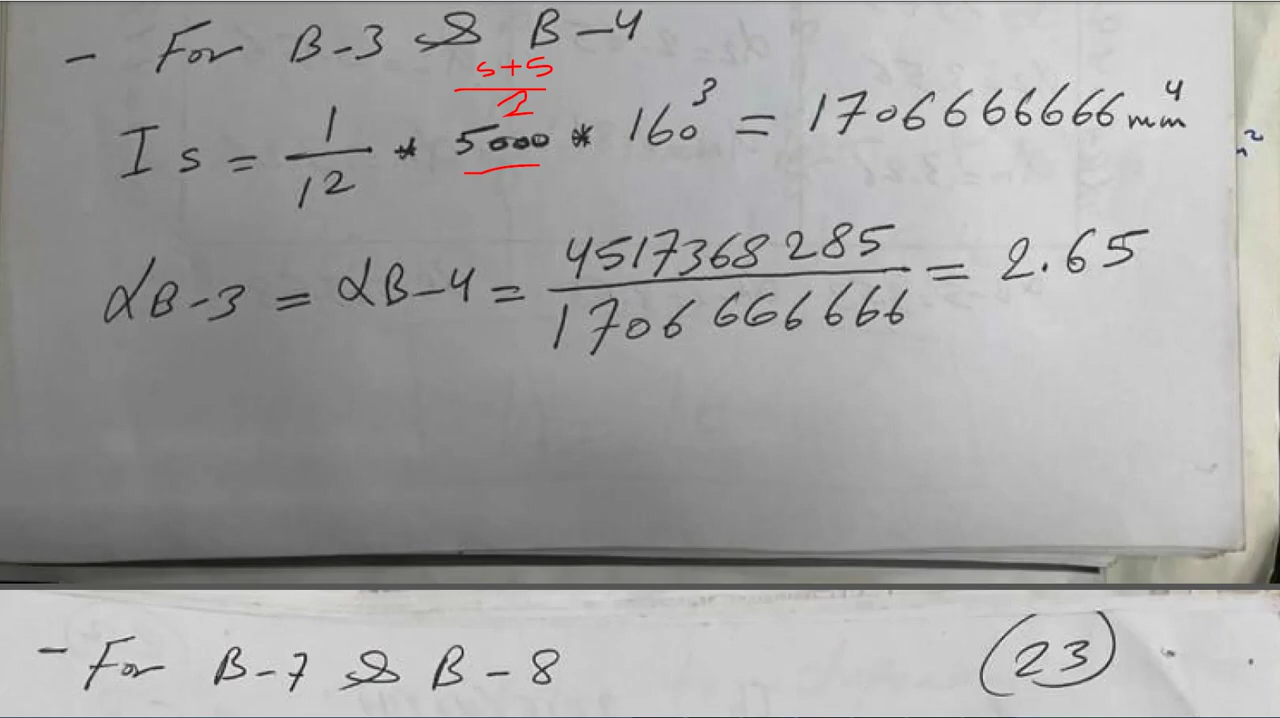 - For B-3 & B-4
s+5
2
Is = 1/12 * 5000 * 160³ = 1706666666 mm⁴
αB-3 = αB-4 = 4517368285/1706666666 = 2.65
- For B-7 & B-8 (23)